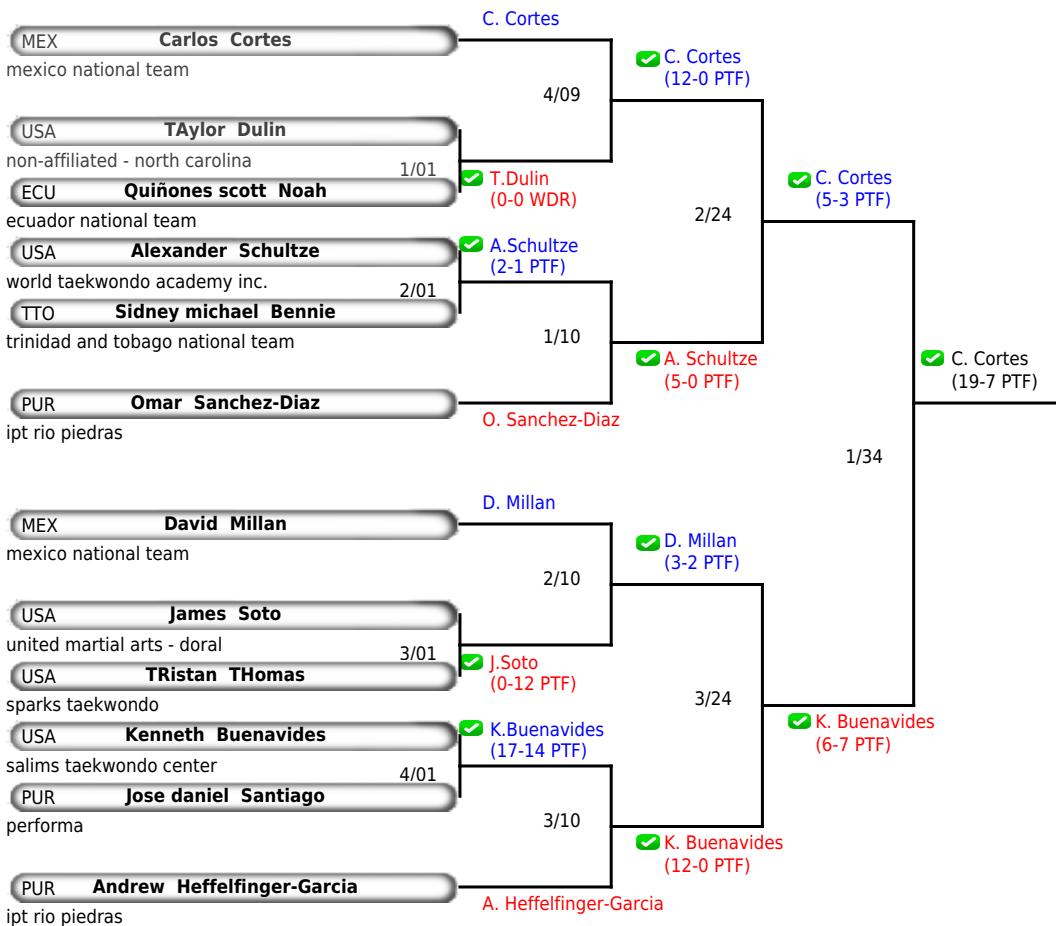 C. Cortes
MEX Carlos Cortes
mexico national team
C. Cortes
(12-0 PTF)
4/09
USA TAylor Dulin
non-affiliated - north carolina
1/01
T.Dulin
(0-0 WDR)
ECU Quiñones scott Noah
ecuador national team
C. Cortes
(5-3 PTF)
2/24
USA Alexander Schultze
world taekwondo academy inc.
A.Schultze
(2-1 PTF)
2/01
TTO Sidney michael Bennie
trinidad and tobago national team
1/10
A. Schultze
(5-0 PTF)
C. Cortes
(19-7 PTF)
PUR Omar Sanchez-Diaz
ipt rio piedras
O. Sanchez-Diaz
1/34
D. Millan
MEX David Millan
mexico national team
D. Millan
(3-2 PTF)
2/10
USA James Soto
united martial arts - doral
3/01
J.Soto
(0-12 PTF)
USA TRistan THomas
sparks taekwondo
3/24
K. Buenavides
(6-7 PTF)
USA Kenneth Buenavides
salims taekwondo center
K.Buenavides
(17-14 PTF)
4/01
PUR Jose daniel Santiago
performa
3/10
K. Buenavides
(12-0 PTF)
PUR Andrew Heffelfinger-Garcia
ipt rio piedras
A. Heffelfinger-Garcia